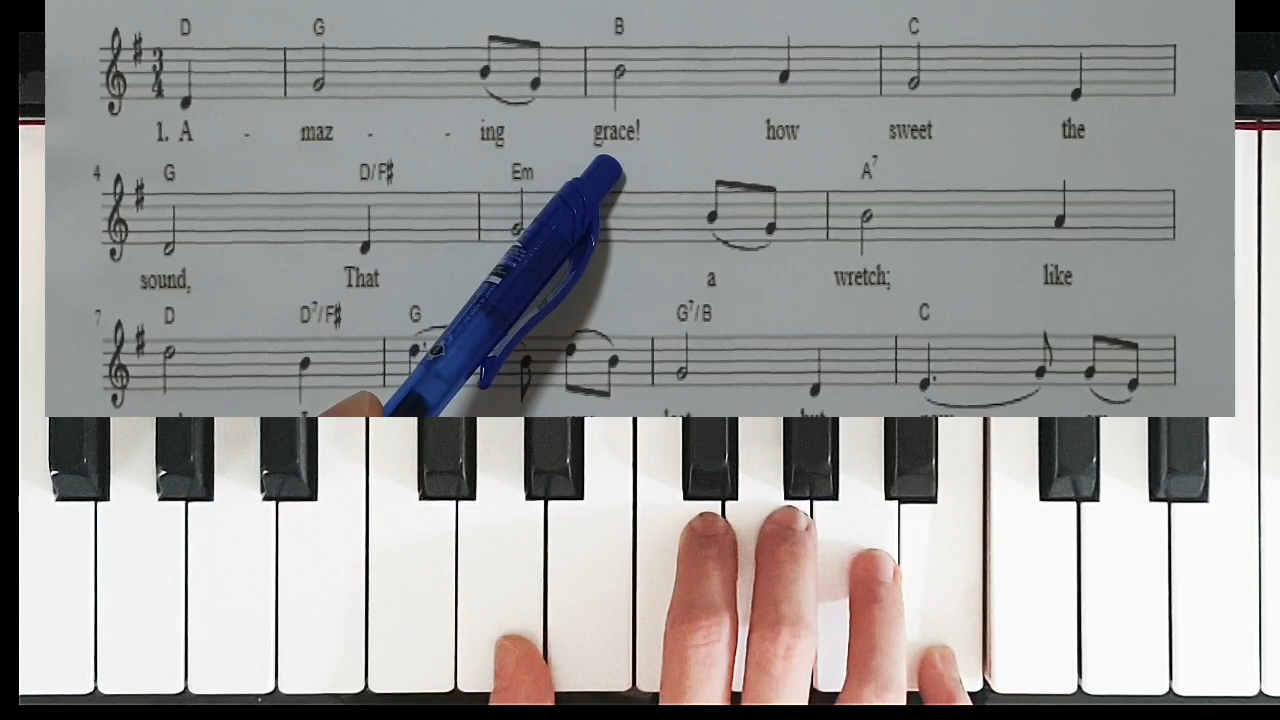 D G B C
1. A - maz - - ing grace! how sweet the
4 G D/F# Em A7
sound, That a wretch; like
7 D D7/F# G G7/B C